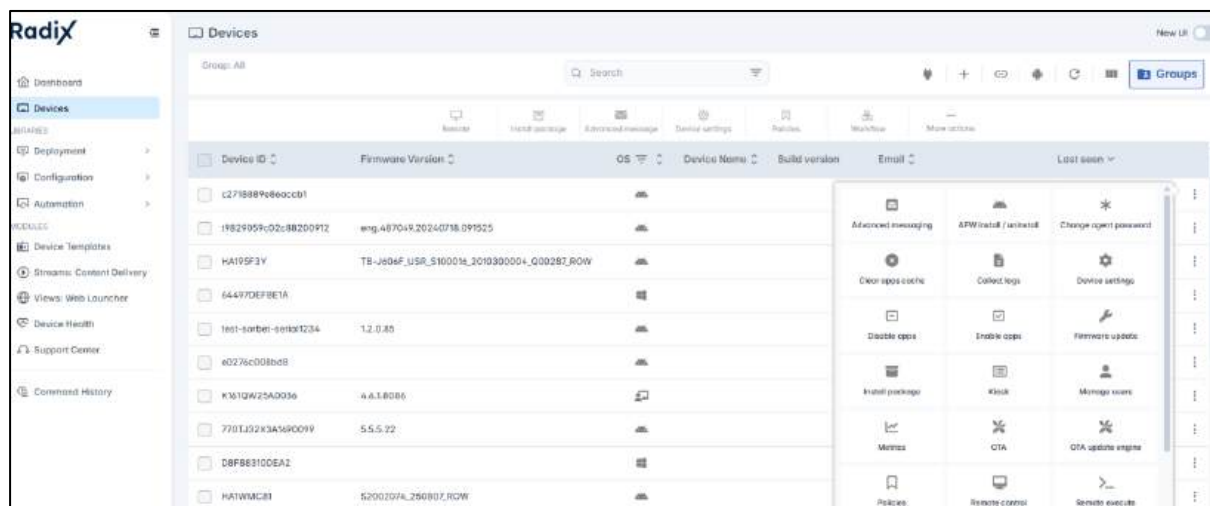 Radix
Devices
New UI
Group: All
Search
Groups
Dashboard
Devices
LIBRARIES
Deployment
Configuration
Automation
MODULES
Device Templates
Streams: Content Delivery
Views: Web Launcher
Device Health
Support Center
Command History
Remote
Install package
Advanced message
Device settings
Policies
Workflow
More actions
Device ID Firmware Version OS Device Name Build version Email Last seen
c2718889e8eaccb1
19829059c02c88200912 eng.487049.20240718.091525
HA195F3Y TB-J606F_USR_S100016_2010300004_Q00287_ROW
64497DEFBE1A
test-sorbet-serial1234 1.2.0.85
e0276c008bd8
K161QW25A0036 4.6.1.8086
770TJ32X3A1690099 5.5.5.22
D8FB8310DEA2
HA1WMC81 S2002074_250807_ROW
Advanced messaging AFW install / uninstall Change agent password
Clear apps cache Collect logs Device settings
Disable apps Enable apps Firmware update
Install package Kiosk Manage users
Metrics OTA OTA update engine
Policies Remote control Remote execute